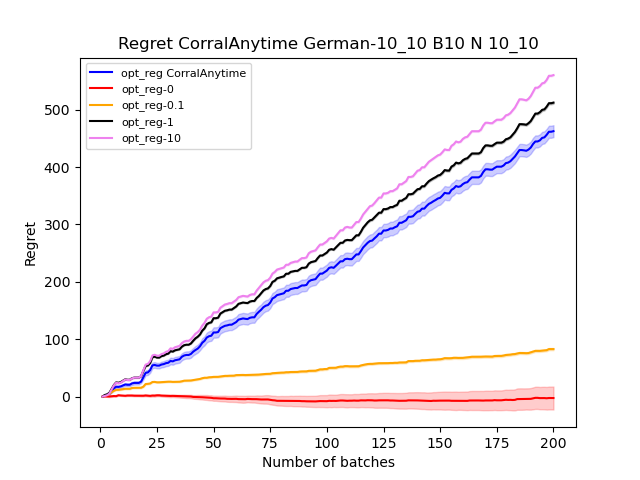 Regret CorralAnytime German-10_10 B10 N 10_10
opt_reg CorralAnytime
opt_reg-0
opt_reg-0.1
opt_reg-1
opt_reg-10
Regret
500
400
300
200
100
0
0 25 50 75 100 125 150 175 200
Number of batches